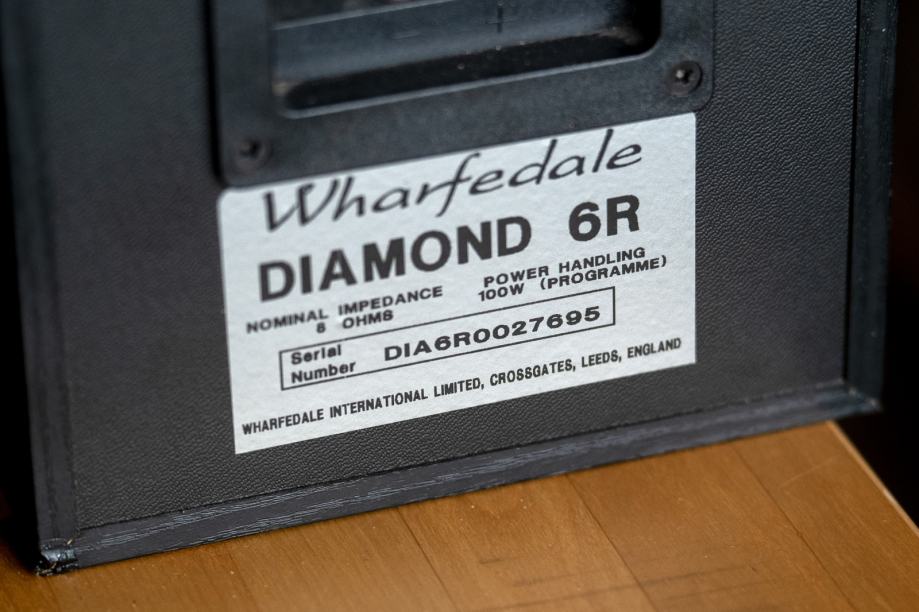 Wharfedale
DIAMOND 6R
NOMINAL IMPEDANCE
8 OHMS
POWER HANDLING
100W (PROGRAMME)
Serial
Number
DIA6R0027695
WHARFEDALE INTERNATIONAL LIMITED, CROSSGATES, LEEDS, ENGLAND